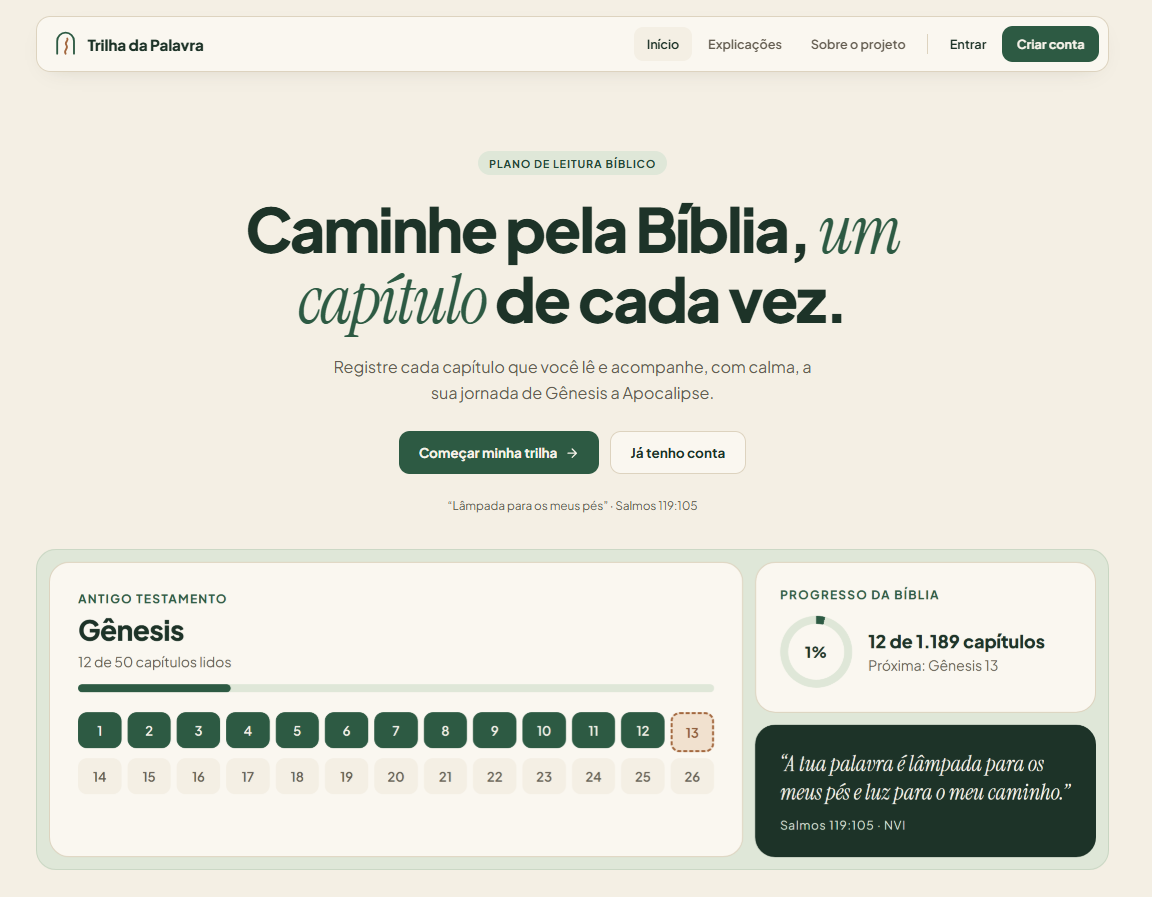 Trilha da Palavra
Início Explicações Sobre o projeto Entrar Criar conta
PLANO DE LEITURA BÍBLICO
Caminhe pela Bíblia, um
capítulo de cada vez.
Registre cada capítulo que você lê e acompanhe, com calma, a
sua jornada de Gênesis a Apocalipse.
Começar minha trilha → Já tenho conta
“Lâmpada para os meus pés” · Salmos 119:105
ANTIGO TESTAMENTO
Gênesis
12 de 50 capítulos lidos
1 2 3 4 5 6 7 8 9 10 11 12 13
14 15 16 17 18 19 20 21 22 23 24 25 26
PROGRESSO DA BÍBLIA
1%
12 de 1.189 capítulos
Próxima: Gênesis 13
“A tua palavra é lâmpada para os
meus pés e luz para o meu caminho.”
Salmos 119:105 · NVI